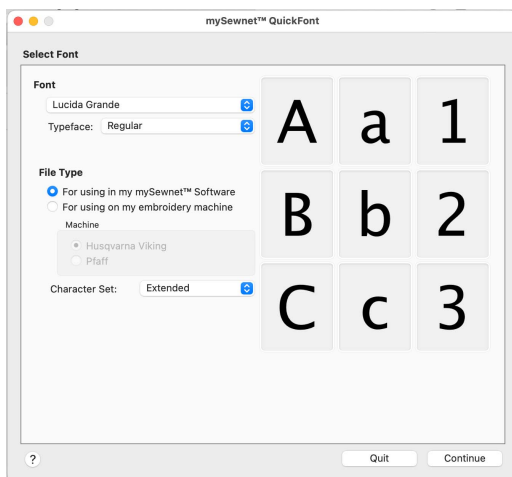 mySewnet™ QuickFont
Select Font
Font
Lucida Grande
Typeface: Regular
File Type
For using in my mySewnet™ Software
For using on my embroidery machine
Machine
Husqvarna Viking
Pfaff
Character Set: Extended
A a 1
B b 2
C c 3
? Quit Continue